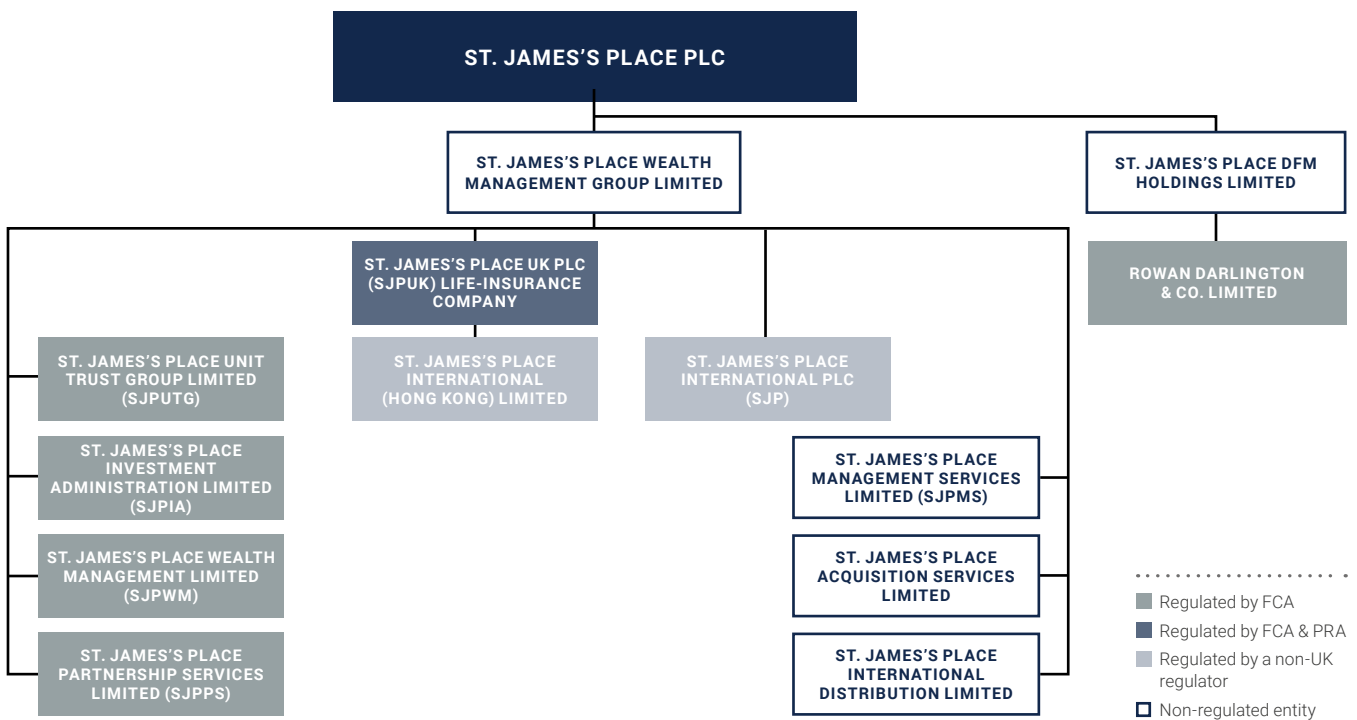 ST. JAMES'S PLACE PLC
ST. JAMES'S PLACE WEALTH
MANAGEMENT GROUP LIMITED
ST. JAMES'S PLACE DFM
HOLDINGS LIMITED
ST. JAMES'S PLACE UK PLC
(SJPUK) LIFE-INSURANCE
COMPANY
ROWAN DARLINGTON
& CO. LIMITED
ST. JAMES'S PLACE UNIT
TRUST GROUP LIMITED
(SJPUTG)
ST. JAMES'S PLACE
INTERNATIONAL
(HONG KONG) LIMITED
ST. JAMES'S PLACE
INTERNATIONAL PLC
(SJP)
ST. JAMES'S PLACE
INVESTMENT
ADMINISTRATION LIMITED
(SJPIA)
ST. JAMES'S PLACE
MANAGEMENT SERVICES
LIMITED (SJPMS)
ST. JAMES'S PLACE WEALTH
MANAGEMENT LIMITED
(SJPWM)
ST. JAMES'S PLACE
ACQUISITION SERVICES
LIMITED
ST. JAMES'S PLACE
PARTNERSHIP SERVICES
LIMITED (SJPPS)
ST. JAMES'S PLACE
INTERNATIONAL
DISTRIBUTION LIMITED
Regulated by FCA
Regulated by FCA & PRA
Regulated by a non-UK
regulator
Non-regulated entity